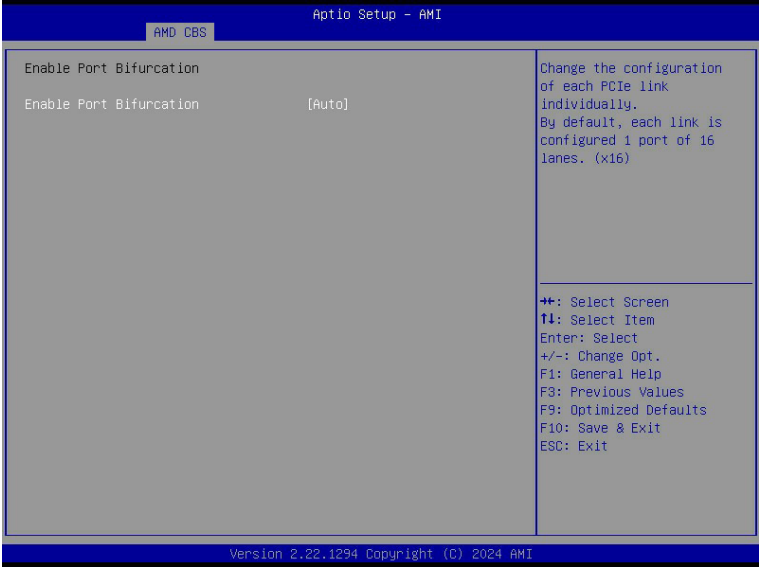 Aptio Setup – AMI
AMD CBS
Enable Port Bifurcation
Enable Port Bifurcation [Auto]
Change the configuration
of each PCIe link
individually.
By default, each link is
configured 1 port of 16
lanes. (x16)
→←: Select Screen
↑↓: Select Item
Enter: Select
+/-: Change Opt.
F1: General Help
F3: Previous Values
F9: Optimized Defaults
F10: Save & Exit
ESC: Exit
Version 2.22.1294 Copyright (C) 2024 AMI